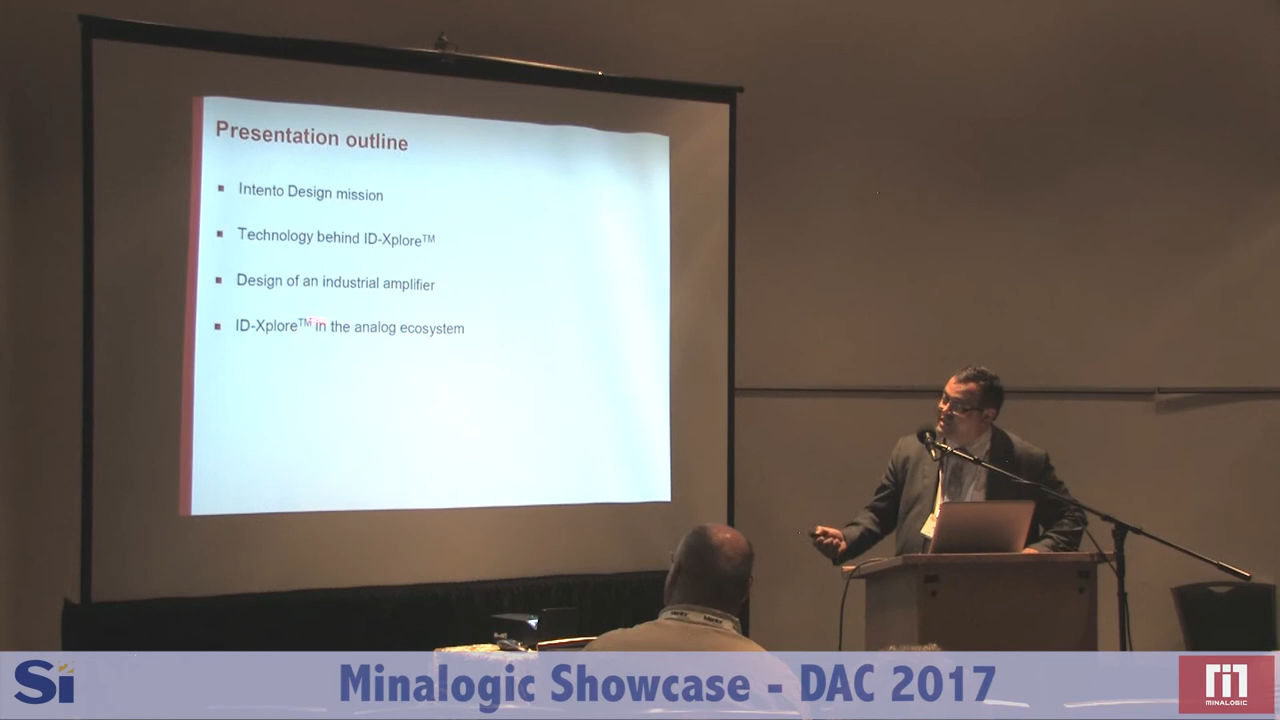 Presentation outline
Intento Design mission
Technology behind ID-Xplore™
Design of an industrial amplifier
ID-Xplore™ in the analog ecosystem
Si
Minalogic Showcase - DAC 2017
MINALOGIC